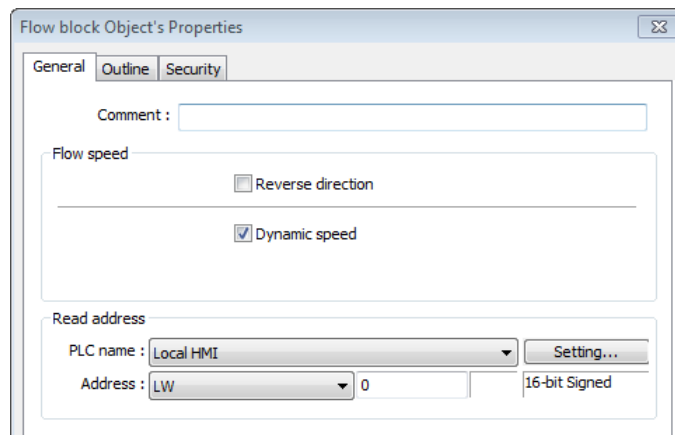 Flow block Object's Properties
General Outline Security
Comment :
Flow speed
Reverse direction
Dynamic speed
Read address
PLC name : Local HMI Setting...
Address : LW 0 16-bit Signed